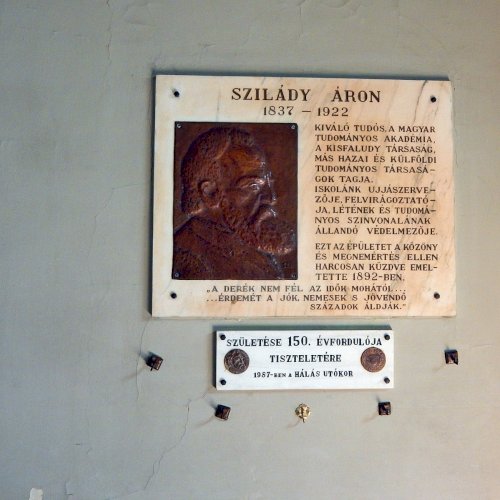 SZILÁDY ÁRON
1837 – 1922
KIVÁLÓ TUDÓS, A MAGYAR
TUDOMÁNYOS AKADÉMIA,
A KISFALUDY TÁRSASÁG,
MÁS HAZAI ÉS KÜLFÖLDI
TUDOMÁNYOS TÁRSASÁ-
GOK TAGJA.
ISKOLÁNK UJJÁSZERVE-
ZŐJE, FELVIRÁGOZTATÓ-
JA, LÉTÉNEK ÉS TUDOMÁ-
NYOS SZINVONALÁNAK
ÁLLANDÓ VÉDELMEZŐJE.
EZT AZ ÉPÜLETET A KÖZÖNY
ÉS MEGNEMÉRTÉS ELLEN
HARCOSAN KÜZDVE EMEL-
TETTE 1892-BEN.
„A DERÉK NEM FÉL AZ IDŐK MOHÁTÓL...
...ÉRDEMÉT A JÓK, NEMESEK S JÖVENDŐ
SZÁZADOK ÁLDJÁK."
SZÜLETÉSE 150. ÉVFORDULÓJA
TISZTELETÉRE
1987-BEN A HÁLÁS UTÓKOR